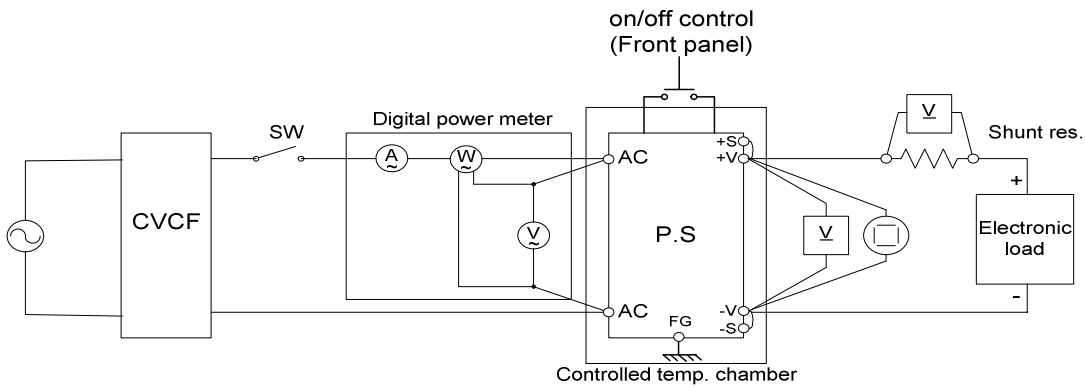 on/off control
(Front panel)
Digital power meter
SW
CVCF
A
W
V
AC
AC
P.S
+S
+V
-V
-S
FG
Controlled temp. chamber
V
V
Shunt res.
+
Electronic
load
-